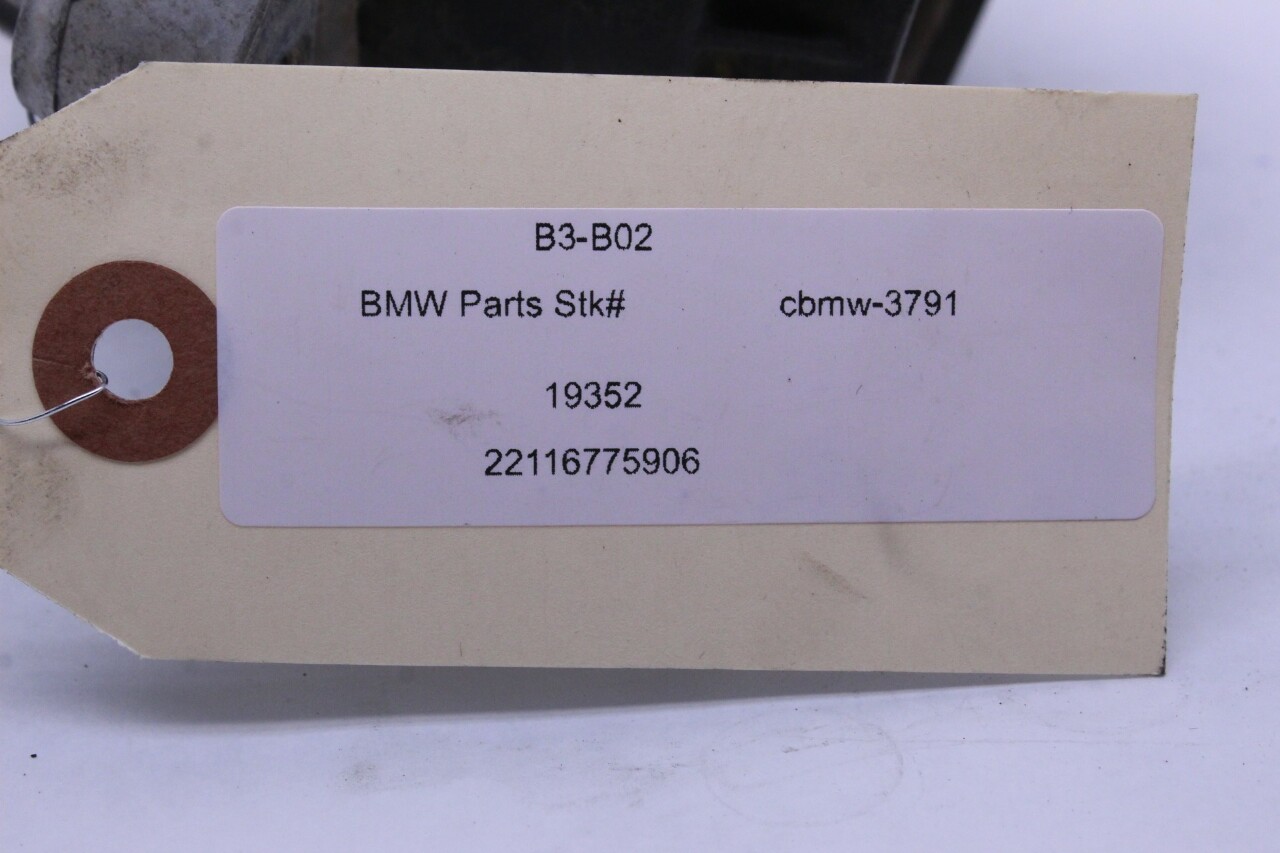 B3-B02
BMW Parts Stk# cbmw-3791
19352
22116775906